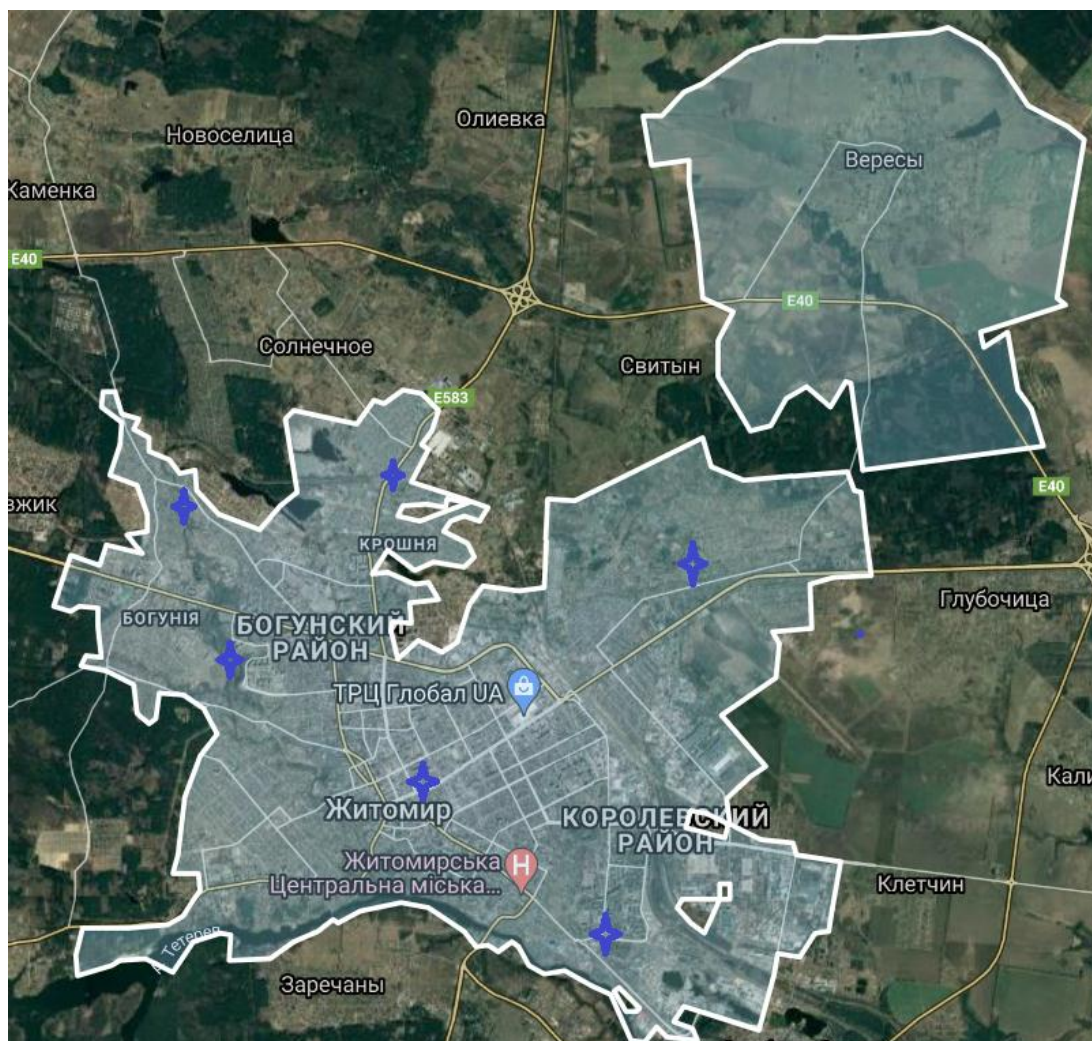 Олиевка
Новоселица
Вересы
Каменка
E40
E40
Солнечное
Свитын
E583
E40
вжик
КРОШНЯ
Глубочица
БОГУНІЯ
БОГУНСКИЙ
РАЙОН
ТРЦ Глобал UA
Кали
Житомир
КОРОЛЕВСКИЙ
РАЙОН
Житомирська
Центральна міська...
H
Клетчин
Тетерев
Заречаны